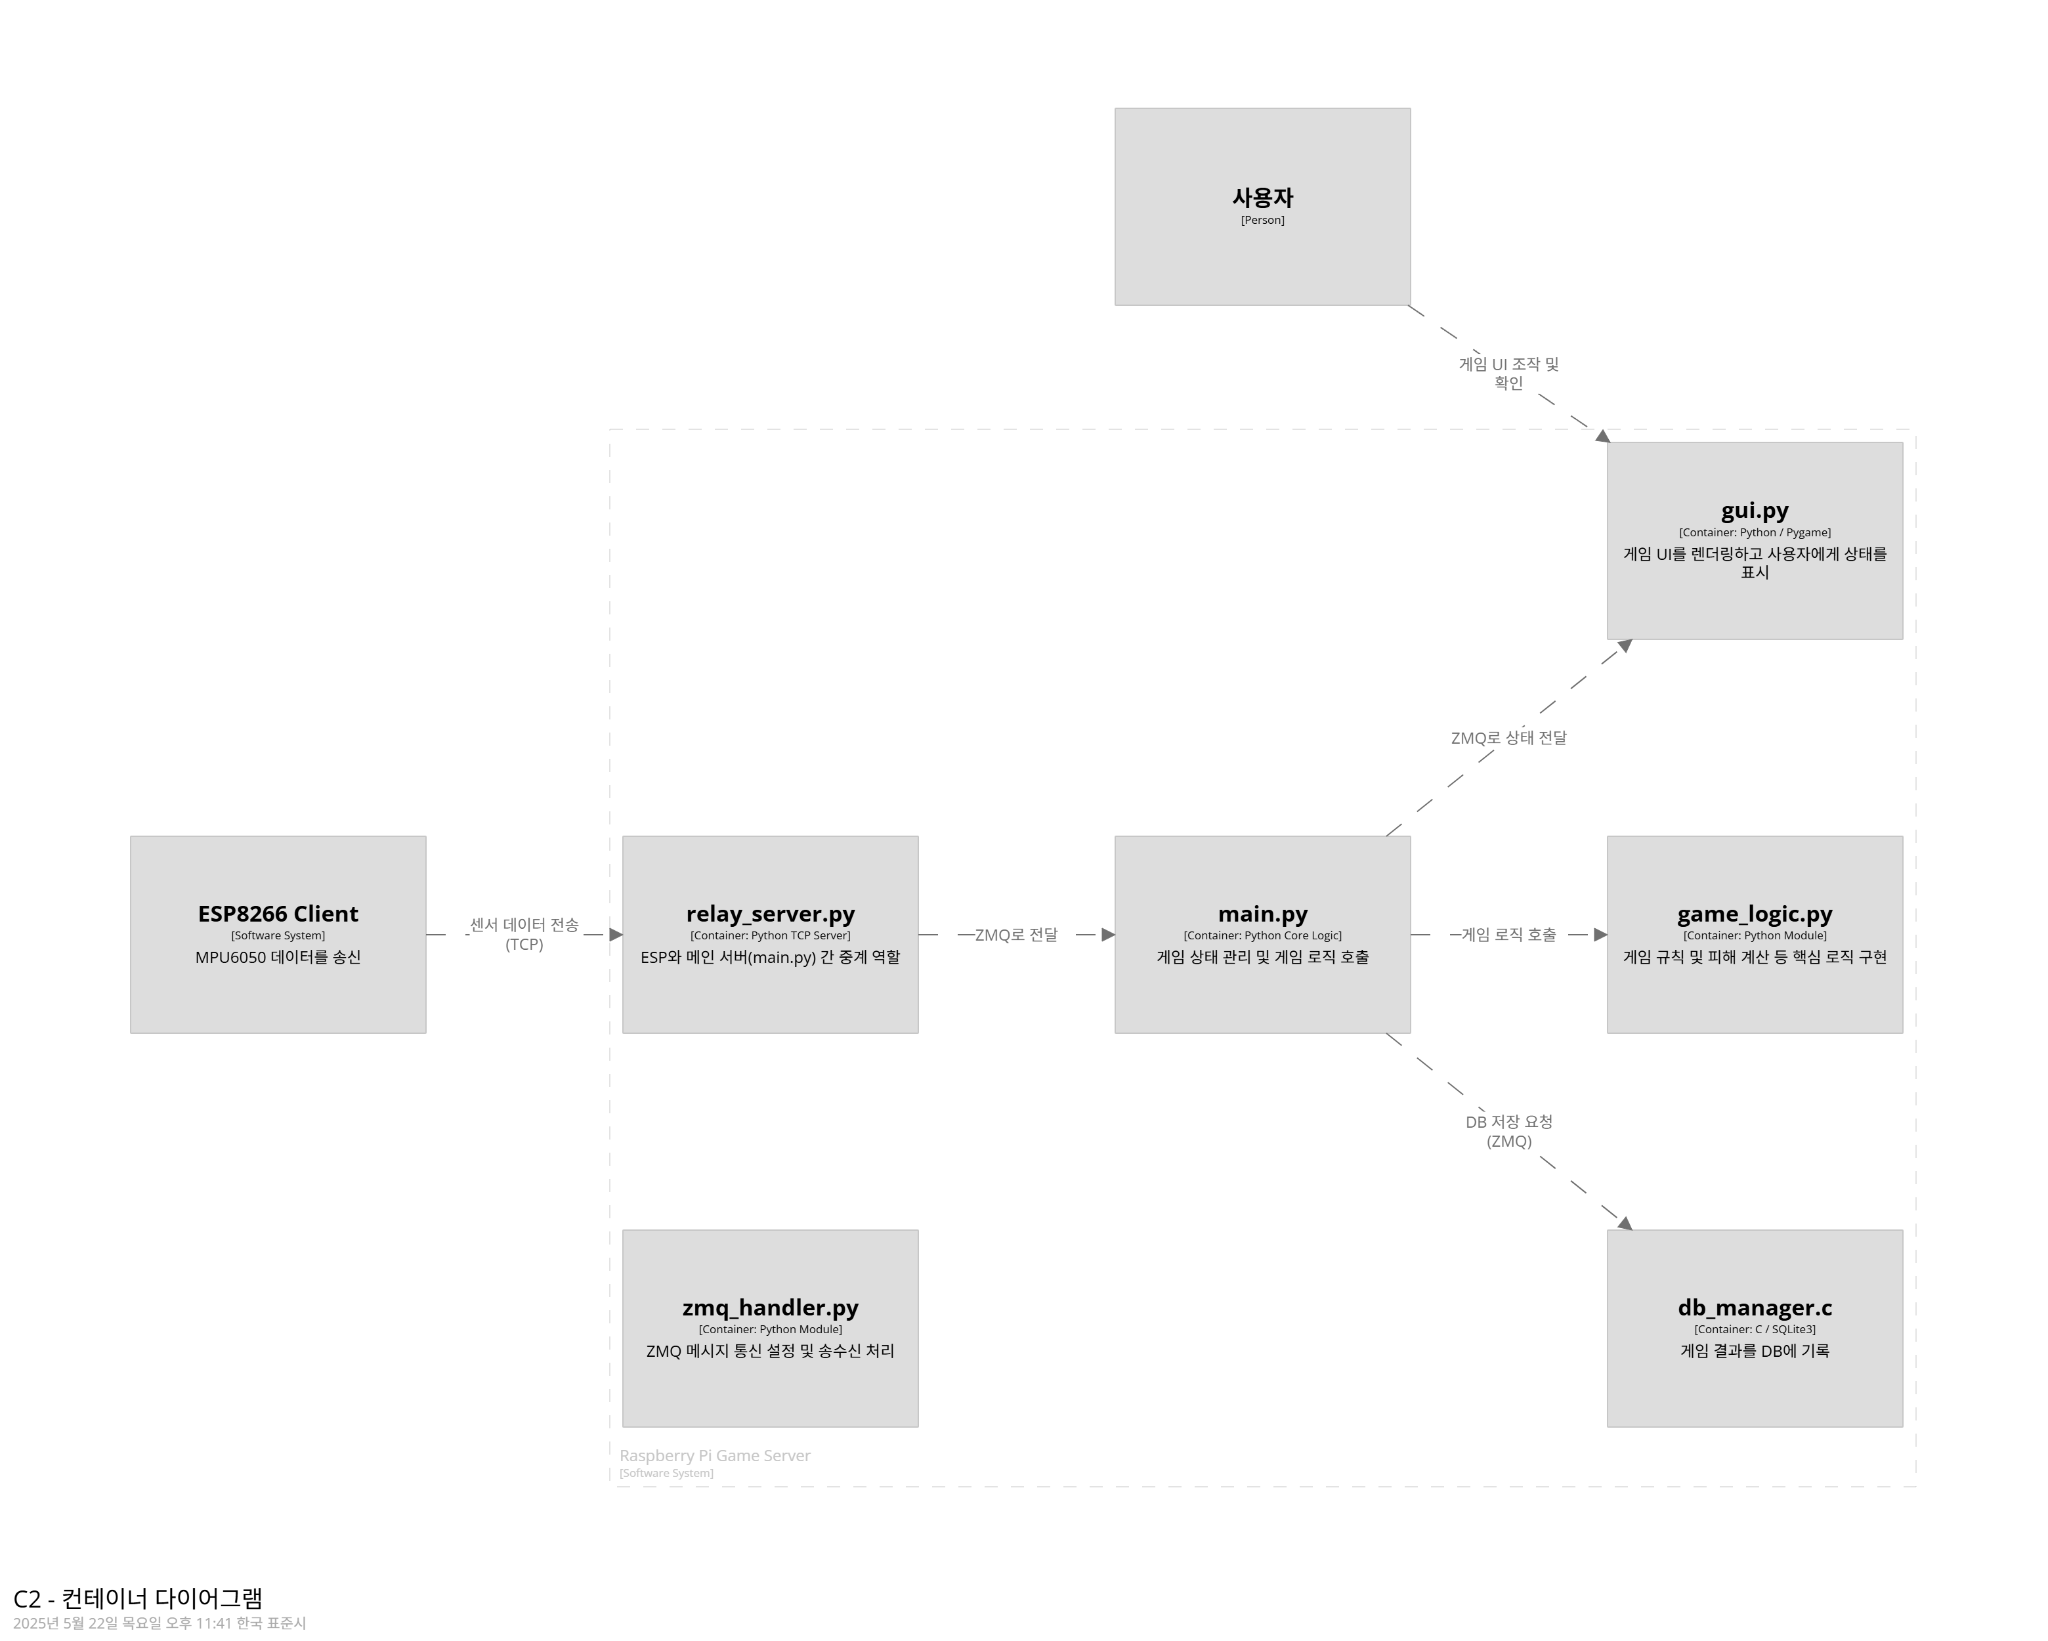 사용자
[Person]
게임 UI 조작 및
확인
gui.py
[Container: Python / Pygame]
게임 UI를 렌더링하고 사용자에게 상태를
표시
ZMQ로 상태 전달
ESP8266 Client
[Software System]
MPU6050 데이터를 송신
센서 데이터 전송
(TCP)
relay_server.py
[Container: Python TCP Server]
ESP와 메인 서버(main.py) 간 중계 역할
ZMQ로 전달
main.py
[Container: Python Core Logic]
게임 상태 관리 및 게임 로직 호출
게임 로직 호출
game_logic.py
[Container: Python Module]
게임 규칙 및 피해 계산 등 핵심 로직 구현
DB 저장 요청
(ZMQ)
zmq_handler.py
[Container: Python Module]
ZMQ 메시지 통신 설정 및 송수신 처리
db_manager.c
[Container: C / SQLite3]
게임 결과를 DB에 기록
Raspberry Pi Game Server
[Software System]
C2 - 컨테이너 다이어그램
2025년 5월 22일 목요일 오후 11:41 한국 표준시